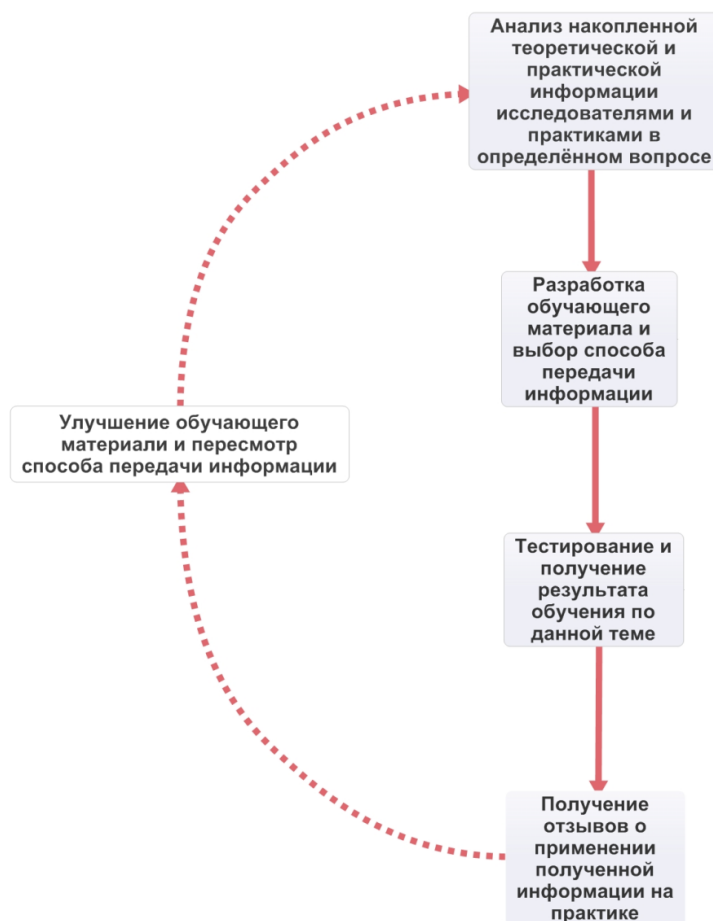 Анализ накопленной
теоретической и
практической
информации
исследователями и
практиками в
определённом вопросе
Разработка
обучающего
материала и
выбор способа
передачи
информации
Тестирование и
получение
результата
обучения по
данной теме
Получение
отзывов о
применении
полученной
информации на
практике
Улучшение обучающего
материали и пересмотр
способа передачи информации